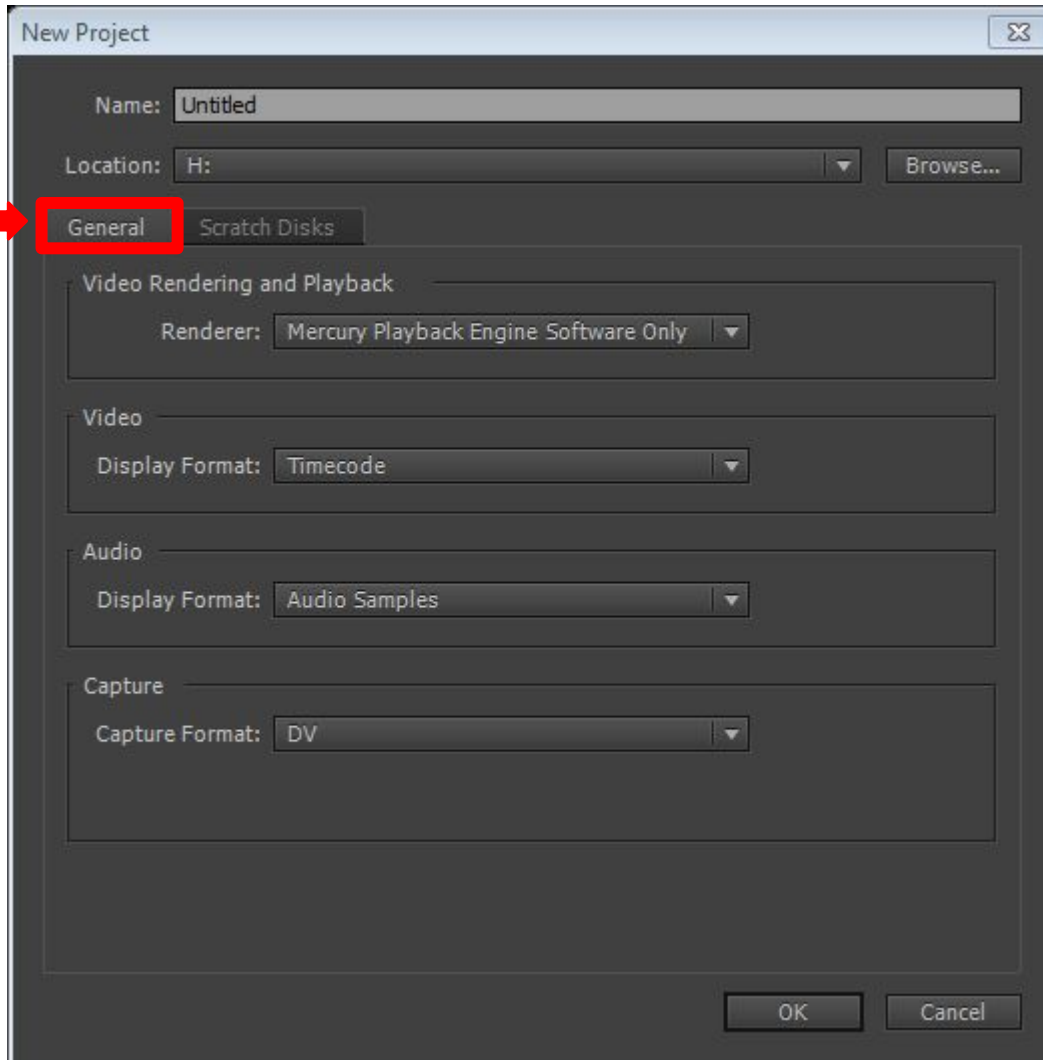 New Project
Name: Untitled
Location: H: Browse...
General Scratch Disks
Video Rendering and Playback
Renderer: Mercury Playback Engine Software Only
Video
Display Format: Timecode
Audio
Display Format: Audio Samples
Capture
Capture Format: DV
OK Cancel